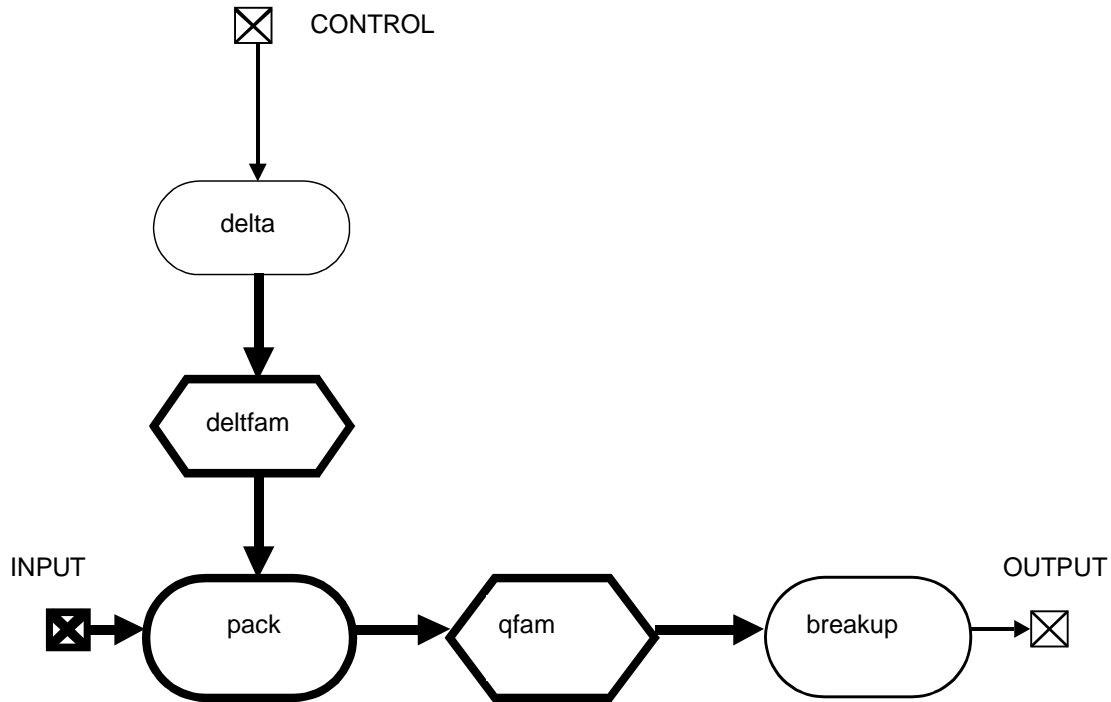 CONTROL
delta
deltfam
INPUT
OUTPUT
pack
qfam
breakup